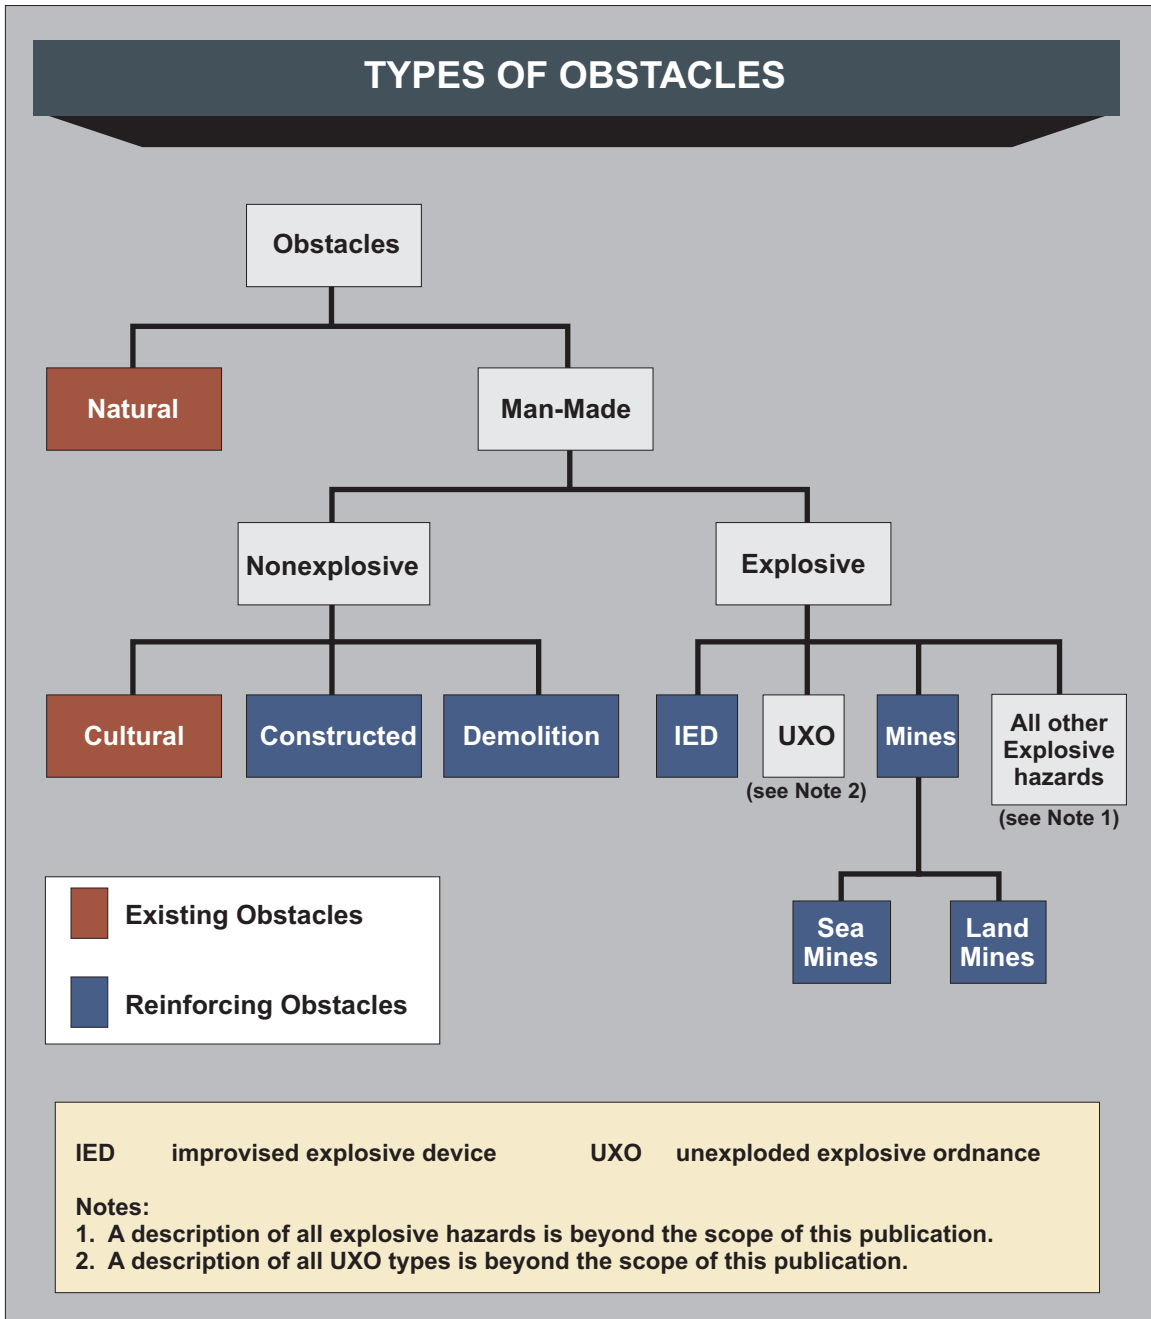 TYPES OF OBSTACLES
Obstacles
Natural
Man-Made
Nonexplosive
Explosive
Cultural
Constructed
Demolition
IED
UXO
(see Note 2)
Mines
All other
Explosive
hazards
(see Note 1)
Sea
Mines
Land
Mines
Existing Obstacles
Reinforcing Obstacles
IED improvised explosive device UXO unexploded explosive ordnance
Notes:
1. A description of all explosive hazards is beyond the scope of this publication.
2. A description of all UXO types is beyond the scope of this publication.